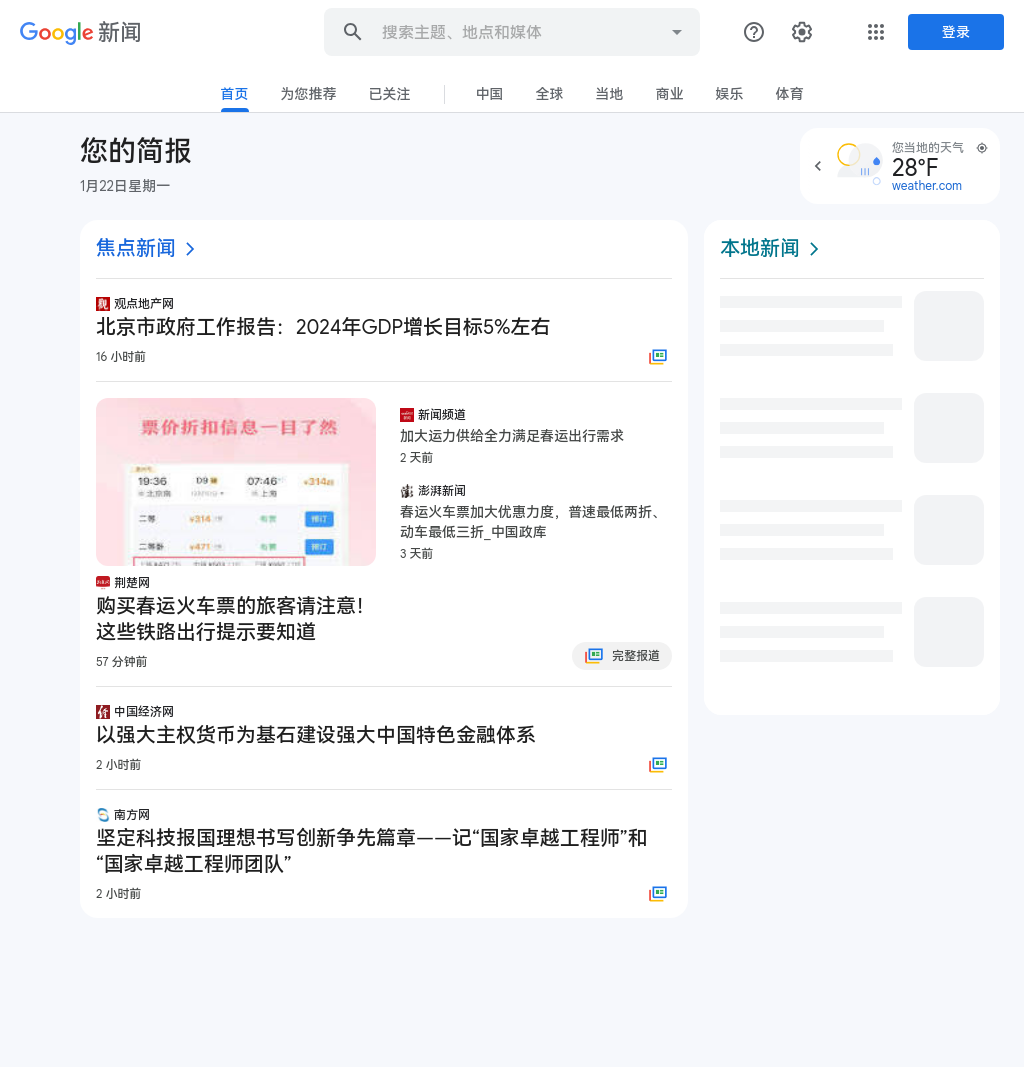 Google 新闻
搜索主题、地点和媒体
登录
首页
为您推荐
已关注
中国
全球
当地
商业
娱乐
体育
您的简报
1月22日星期一
您当地的天气
28°F
weather.com
焦点新闻
观点地产网
北京市政府工作报告：2024年GDP增长目标5%左右
16 小时前
票价折扣信息一目了然
19:36
D9
07:46
¥314起
北京南
上海
二等
¥314
有票
预订
二等卧
¥471
有票
预订
新闻频道
加大运力供给全力满足春运出行需求
2 天前
澎湃新闻
春运火车票加大优惠力度，普速最低两折、
动车最低三折_中国政库
3 天前
荆楚网
购买春运火车票的旅客请注意！
这些铁路出行提示要知道
57 分钟前
完整报道
中国经济网
以强大主权货币为基石建设强大中国特色金融体系
2 小时前
南方网
坚定科技报国理想书写创新争先篇章——记“国家卓越工程师”和
“国家卓越工程师团队”
2 小时前
本地新闻